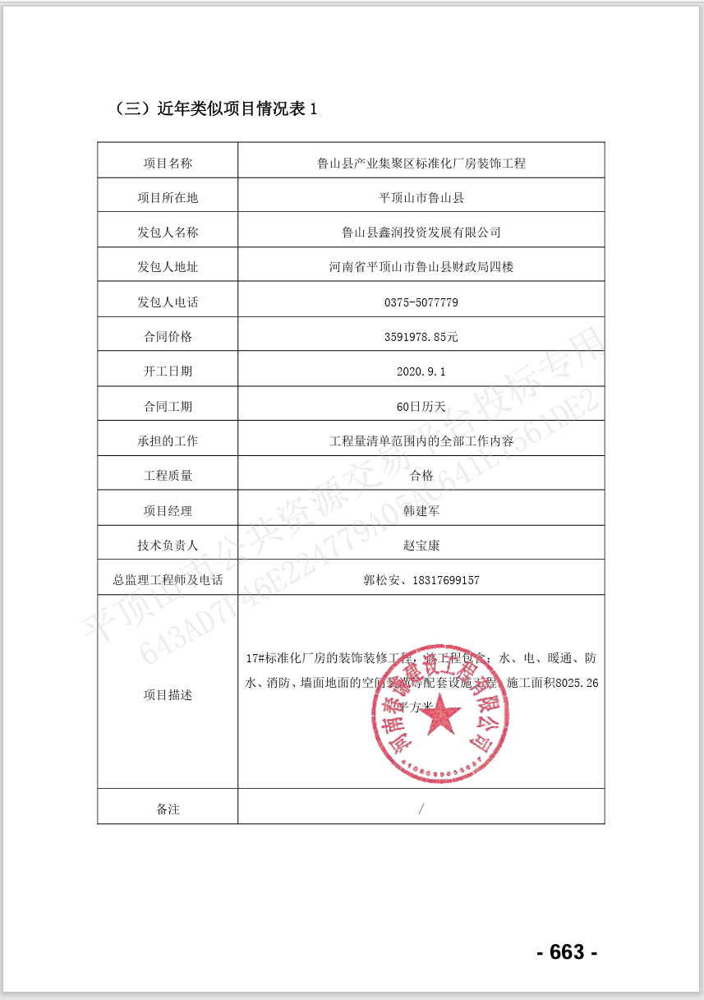 （三）近年类似项目情况表 1
项目名称 鲁山县产业集聚区标准化厂房装饰工程
项目所在地 平顶山市鲁山县
发包人名称 鲁山县鑫润投资发展有限公司
发包人地址 河南省平顶山市鲁山县财政局四楼
发包人电话 0375-5077779
合同价格 3591978.85元
开工日期 2020.9.1
合同工期 60日历天
承担的工作 工程量清单范围内的全部工作内容
工程质量 合格
项目经理 韩建军
技术负责人 赵宝康
总监理工程师及电话 郭松安、18317699157
项目描述
17#标准化厂房的装饰装修工程，该工程包含：水、电、暖通、防
水、消防、墙面地面的空间装潢等配套设施工程，施工面积8025.26
平方米
备注 /
平顶山市公共资源交易平台投标专用
643AD7F46E224779A05AC641E7561DE2
河南春谦建设工程有限公司
- 663 -